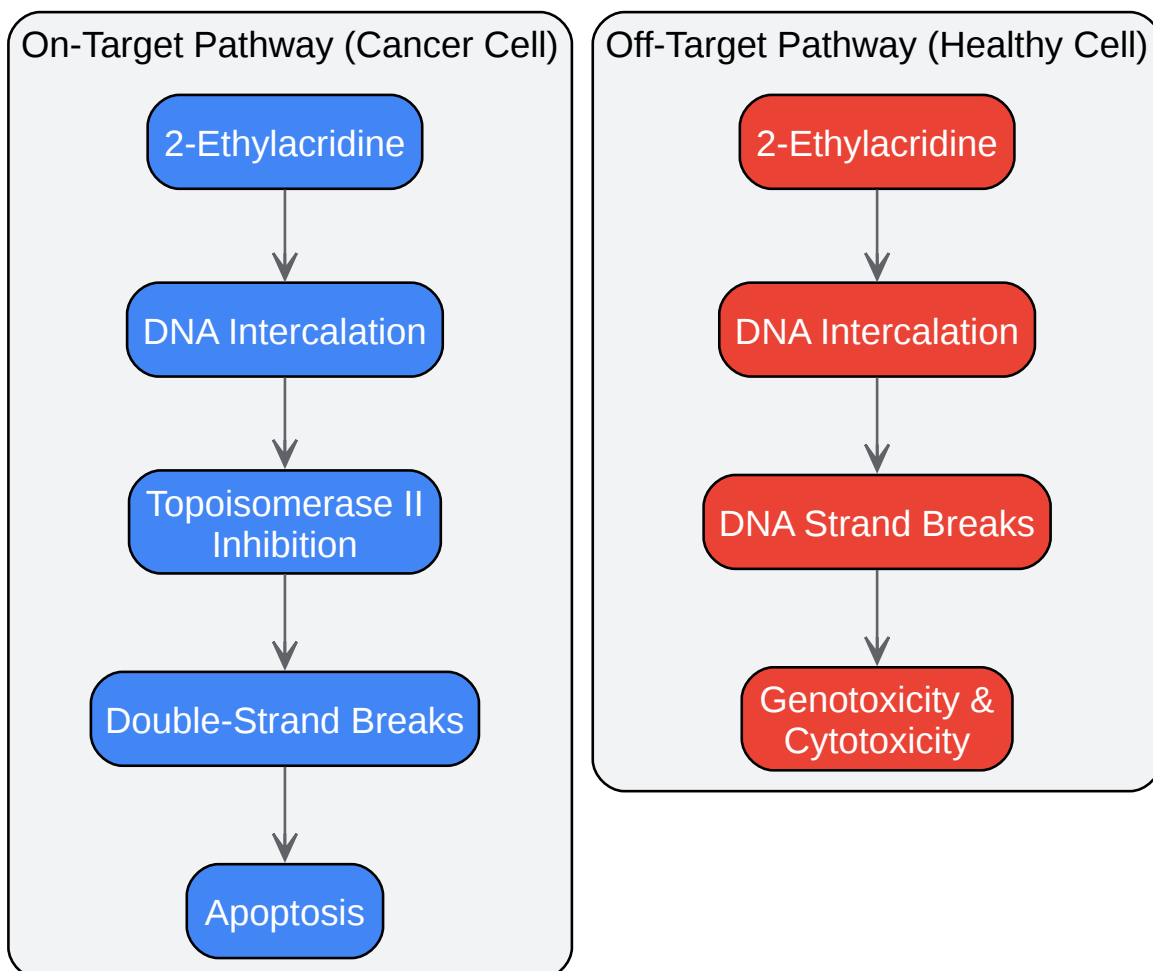 On-Target Pathway (Cancer Cell)
2-Ethylacridine
DNA Intercalation
Topoisomerase II
Inhibition
Double-Strand Breaks
Apoptosis
Off-Target Pathway (Healthy Cell)
2-Ethylacridine
DNA Intercalation
DNA Strand Breaks
Genotoxicity &
Cytotoxicity